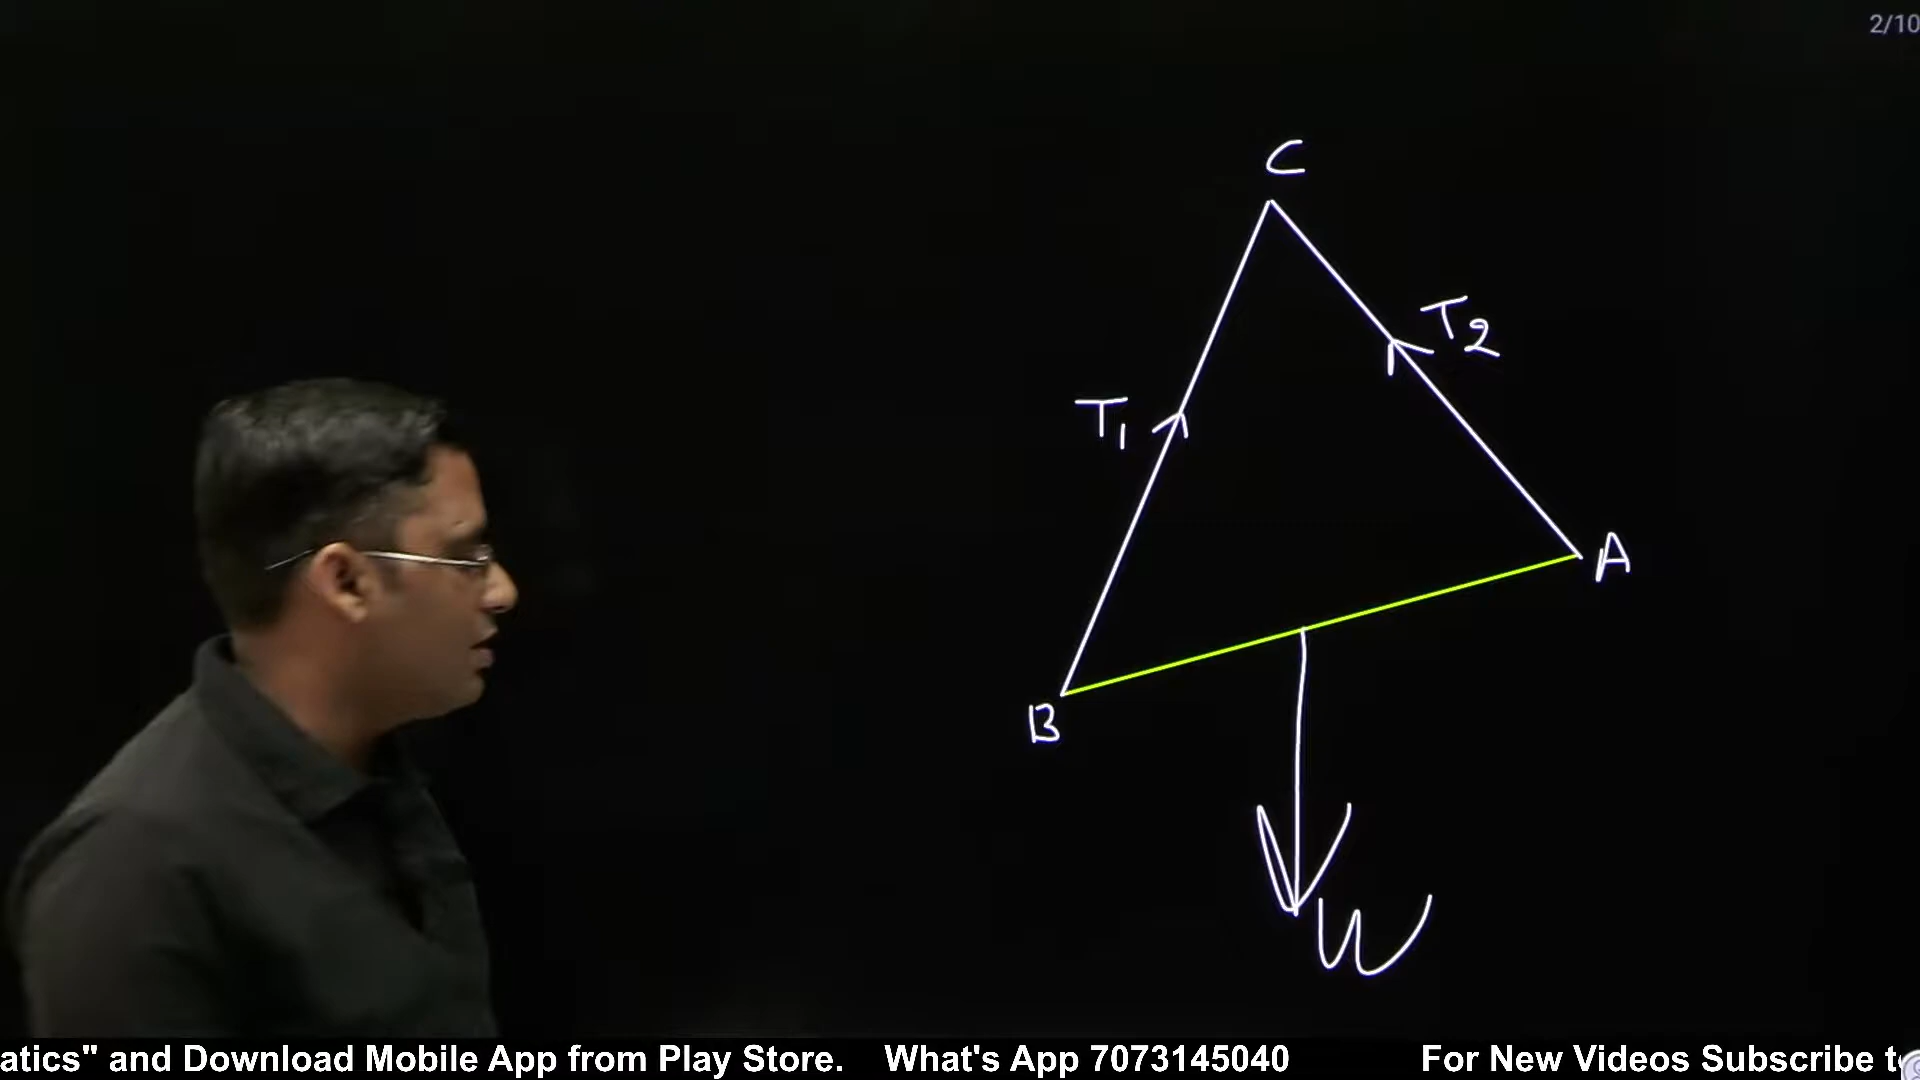 2/10
C
T2
T1
A
B
W
atics" and Download Mobile App from Play Store. What's App 7073145040 For New Videos Subscribe t